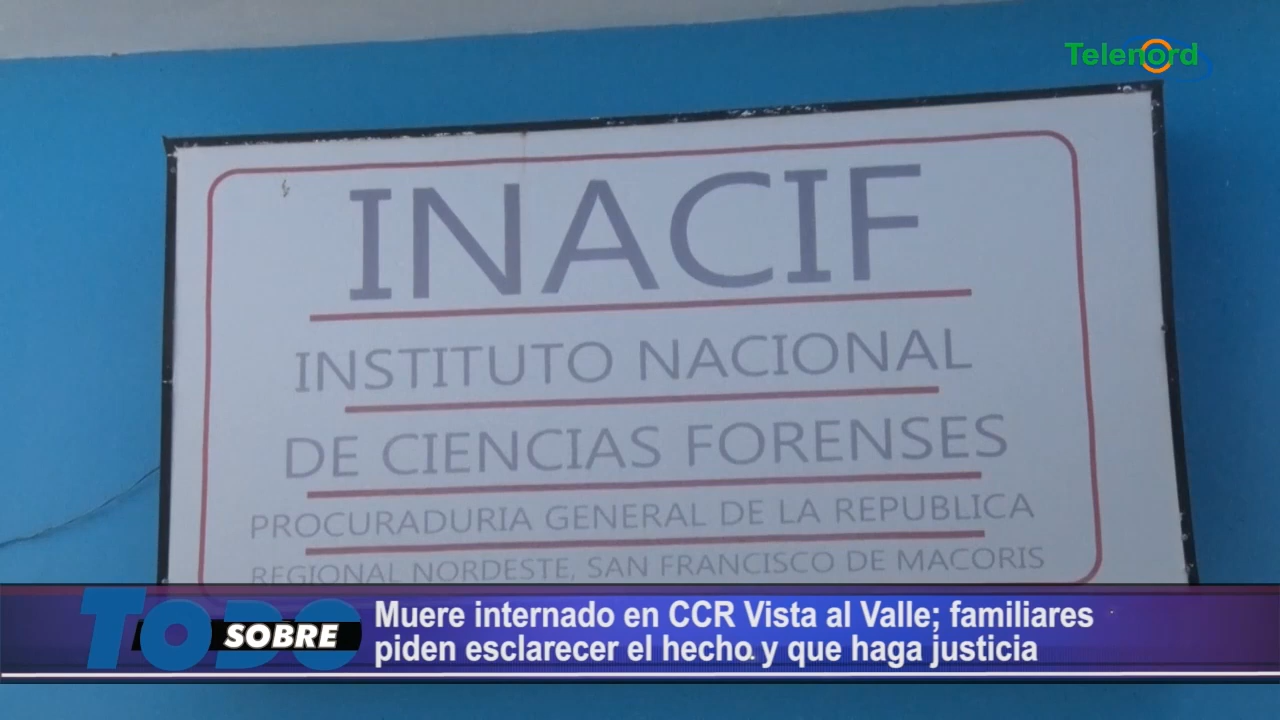 Telenord
INACIF
INSTITUTO NACIONAL
DE CIENCIAS FORENSES
PROCURADURIA GENERAL DE LA REPUBLICA
REGIONAL NORDESTE, SAN FRANCISCO DE MACORIS
TODO SOBRE
Muere internado en CCR Vista al Valle; familiares
piden esclarecer el hecho y que haga justicia